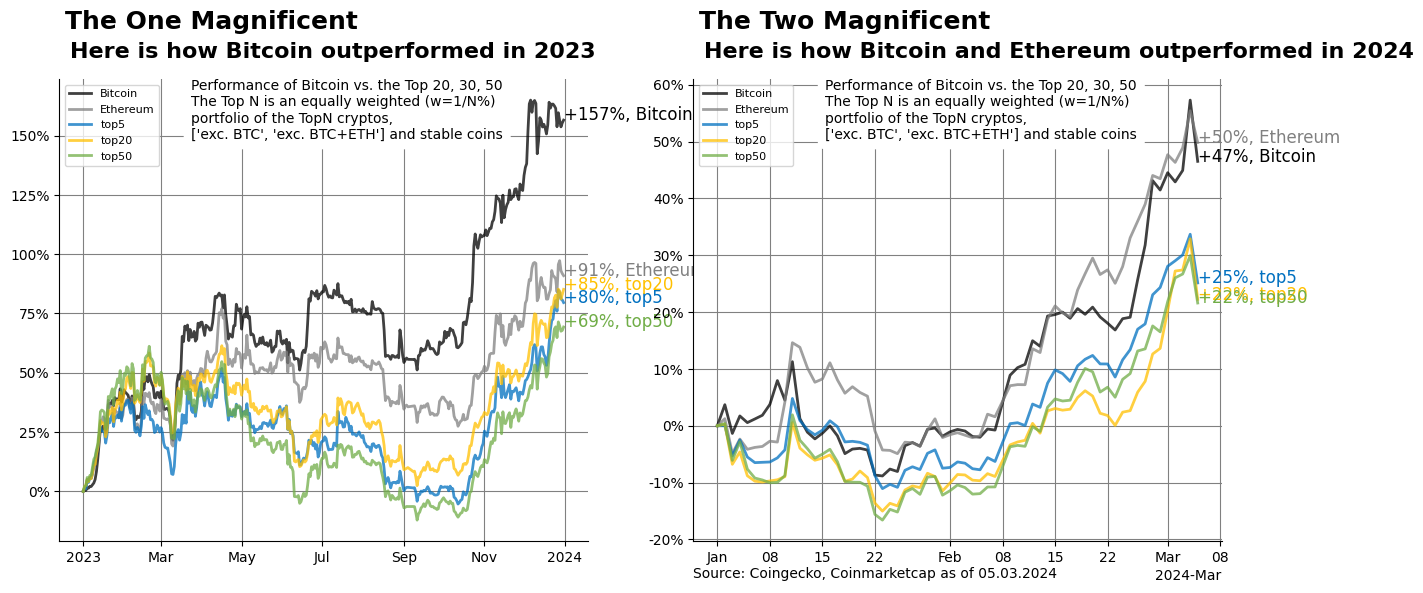 The One Magnificent
Here is how Bitcoin outperformed in 2023
Performance of Bitcoin vs. the Top 20, 30, 50
The Top N is an equally weighted (w=1/N%)
portfolio of the TopN cryptos,
['exc. BTC', 'exc. BTC+ETH'] and stable coins
Bitcoin
Ethereum
top5
top20
top50
150%
125%
100%
75%
50%
25%
0%
+157%, Bitcoin
+91%, Ethereum
+85%, top20
+80%, top5
+69%, top50
2023
Mar
May
Jul
Sep
Nov
2024
The Two Magnificent
Here is how Bitcoin and Ethereum outperformed in 2024
Performance of Bitcoin vs. the Top 20, 30, 50
The Top N is an equally weighted (w=1/N%)
portfolio of the TopN cryptos,
['exc. BTC', 'exc. BTC+ETH'] and stable coins
Bitcoin
Ethereum
top5
top20
top50
60%
50%
40%
30%
20%
10%
0%
-10%
-20%
+50%, Ethereum
+47%, Bitcoin
+25%, top5
+22%, top50
Jan
08
15
22
Feb
08
15
22
Mar
08
2024-Mar
Source: Coingecko, Coinmarketcap as of 05.03.2024